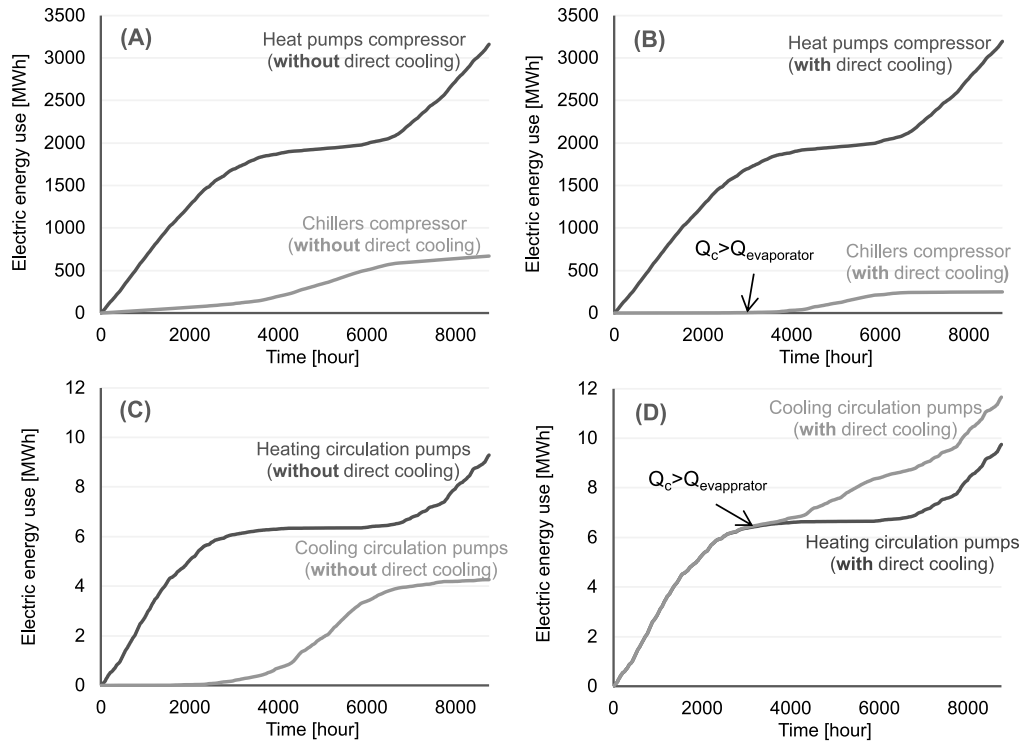 (A)
Heat pumps compressor
(without direct cooling)
Chillers compressor
(without direct cooling)
Electric energy use [MWh]
3500
3000
2500
2000
1500
1000
500
0
0 2000 4000 6000 8000
Time [hour]
(B)
Heat pumps compressor
(with direct cooling)
Qc>Qevaporator
Chillers compressor
(with direct cooling)
Electric energy use [MWh]
3500
3000
2500
2000
1500
1000
500
0
0 2000 4000 6000 8000
Time [hour]
(C)
Heating circulation pumps
(without direct cooling)
Cooling circulation pumps
(without direct cooling)
Electric energy use [MWh]
12
10
8
6
4
2
0
0 2000 4000 6000 8000
Time [hour]
(D)
Cooling circulation pumps
(with direct cooling)
Qc>Qevapprator
Heating circulation pumps
(with direct cooling)
Electric energy use [MWh]
12
10
8
6
4
2
0
0 2000 4000 6000 8000
Time [hour]